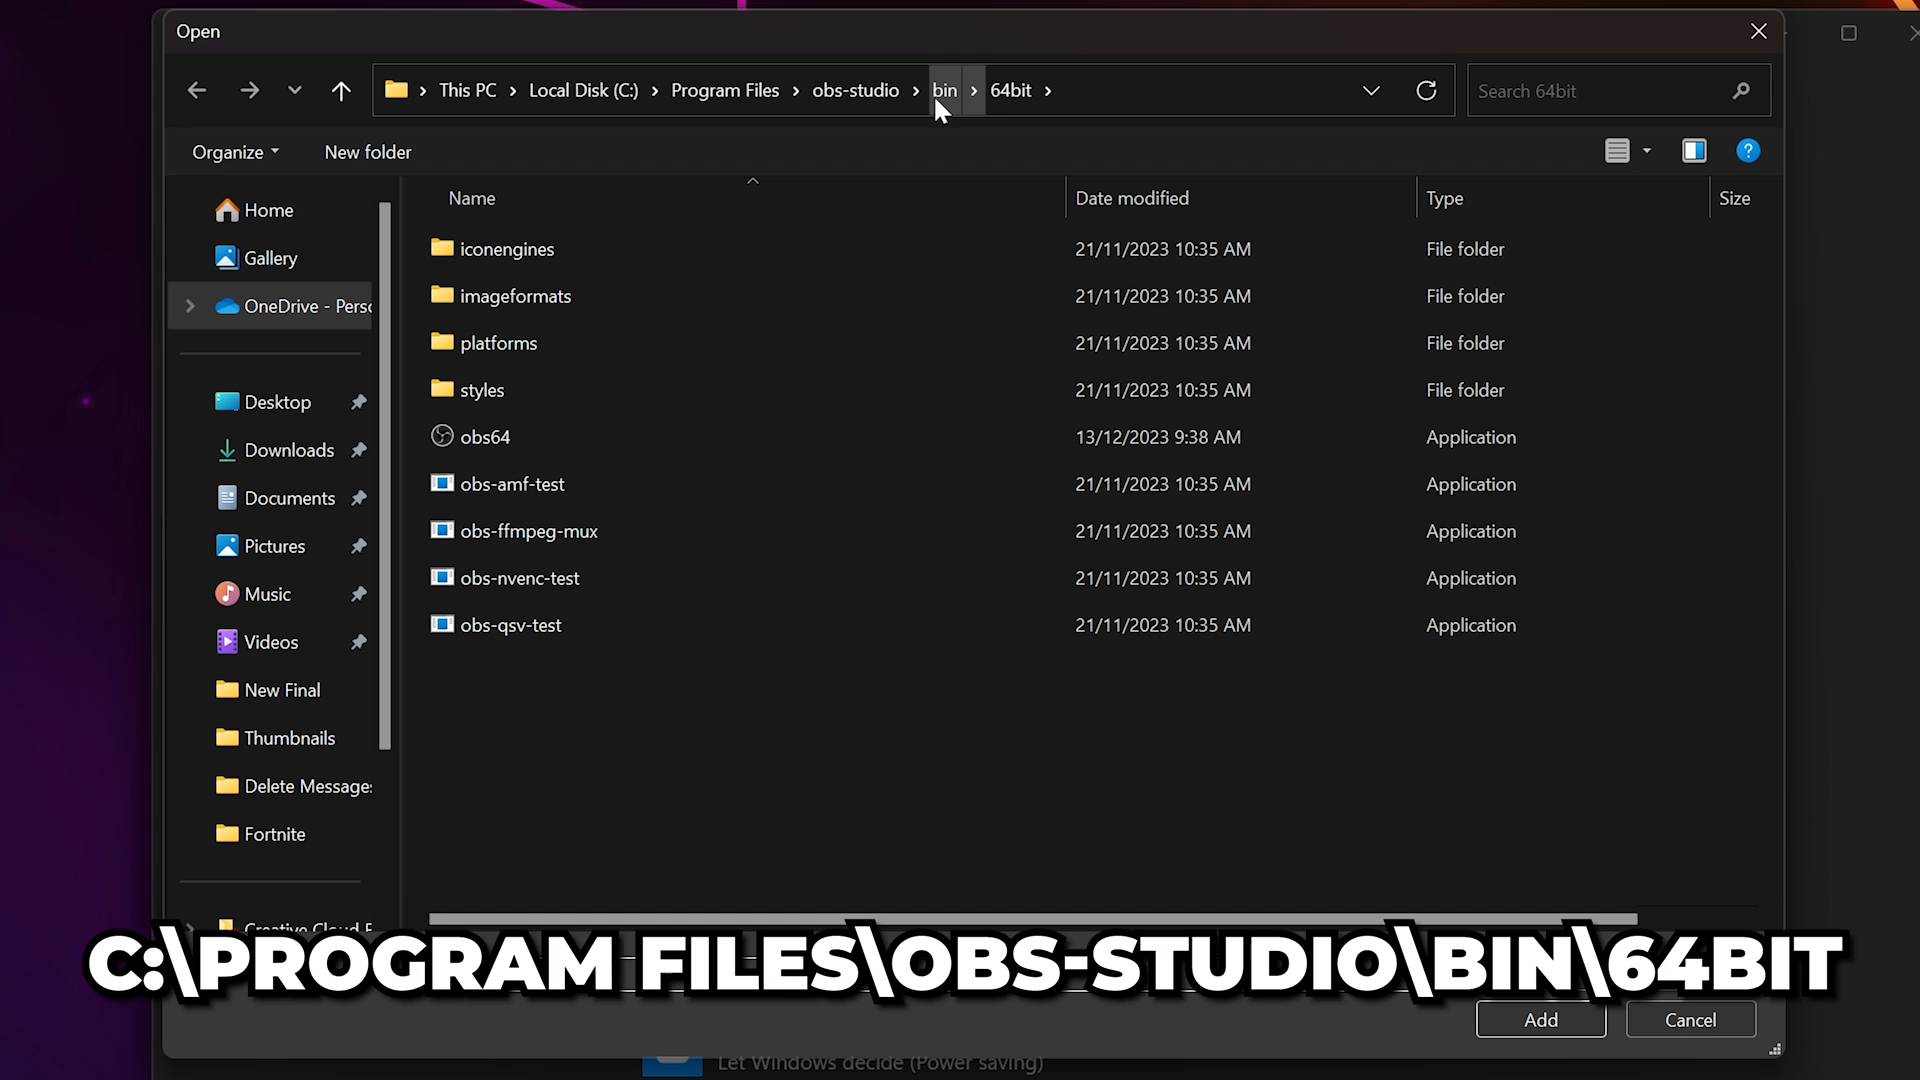 Open
This PC > Local Disk (C:) > Program Files > obs-studio > bin > 64bit >
Search 64bit
Organize New folder
Name Date modified Type Size
Home
Gallery
OneDrive - Perso
Desktop
Downloads
Documents
Pictures
Music
Videos
New Final
Thumbnails
Delete Messages
Fortnite
Creative Cloud F
iconengines 21/11/2023 10:35 AM File folder
imageformats 21/11/2023 10:35 AM File folder
platforms 21/11/2023 10:35 AM File folder
styles 21/11/2023 10:35 AM File folder
obs64 13/12/2023 9:38 AM Application
obs-amf-test 21/11/2023 10:35 AM Application
obs-ffmpeg-mux 21/11/2023 10:35 AM Application
obs-nvenc-test 21/11/2023 10:35 AM Application
obs-qsv-test 21/11/2023 10:35 AM Application
C:\PROGRAM FILES\OBS-STUDIO\BIN\64BIT
Add Cancel
Let Windows decide (Power saving)